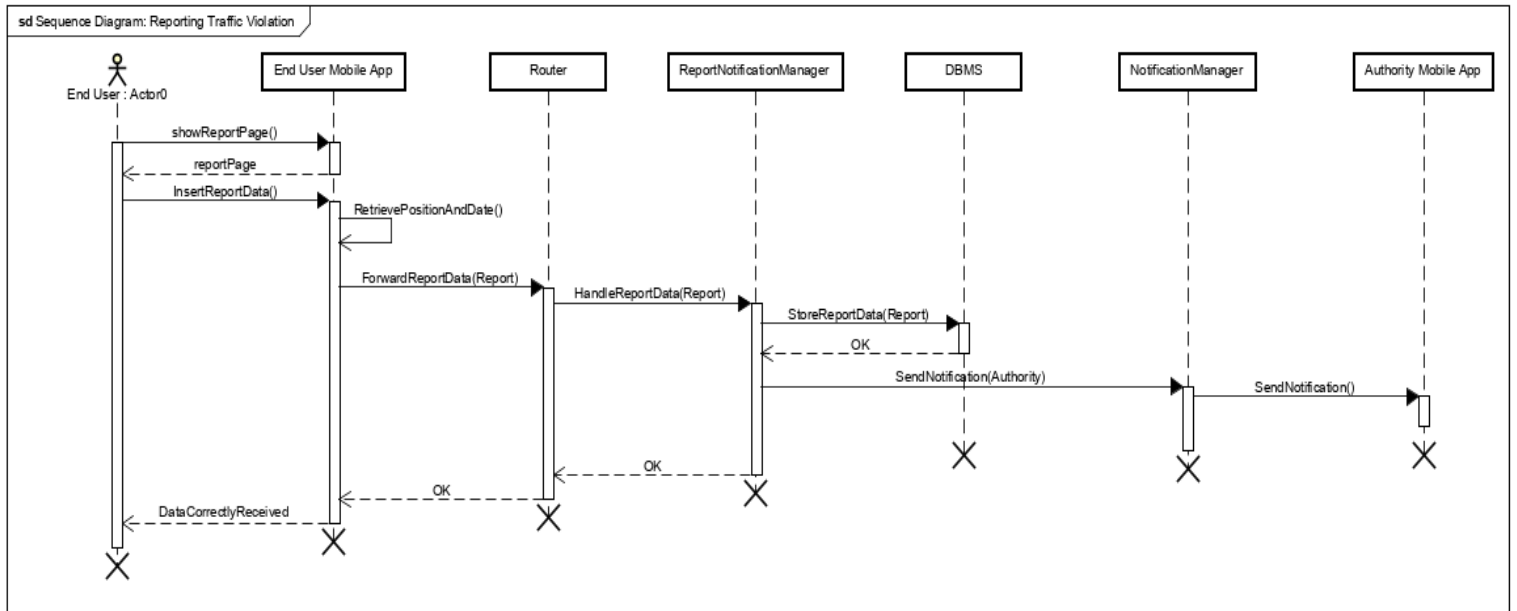 sd Sequence Diagram: Reporting Traffic Violation
End User : Actor0
End User Mobile App
Router
ReportNotificationManager
DBMS
NotificationManager
Authority Mobile App
showReportPage()
reportPage
InsertReportData()
RetrievePositionAndDate()
ForwardReportData(Report)
HandleReportData(Report)
StoreReportData(Report)
OK
SendNotification(Authority)
SendNotification()
OK
OK
DataCorrectlyReceived